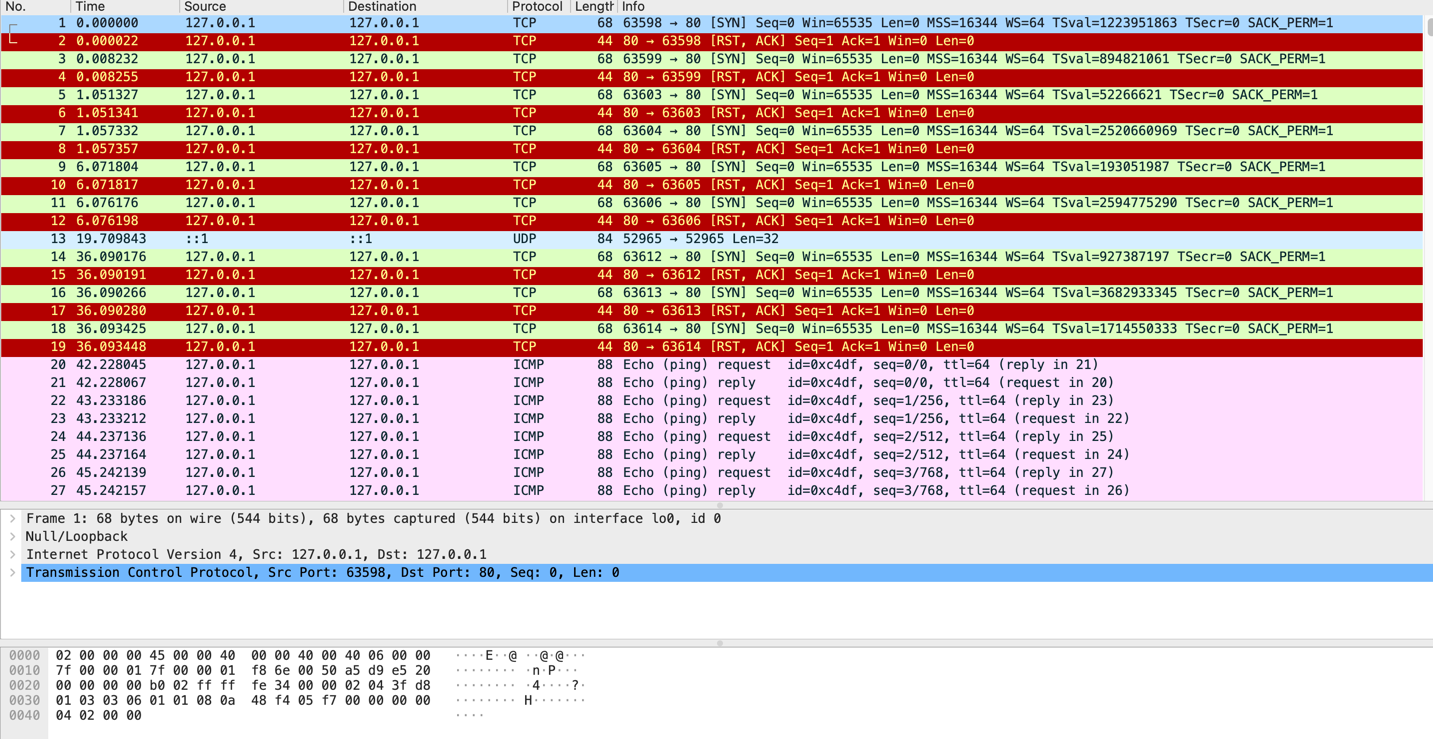 No. Time Source Destination Protocol Length Info
1 0.000000 127.0.0.1 127.0.0.1 TCP 68 63598 → 80 [SYN] Seq=0 Win=65535 Len=0 MSS=16344 WS=64 TSval=1223951863 TSecr=0 SACK_PERM=1
2 0.000022 127.0.0.1 127.0.0.1 TCP 44 80 → 63598 [RST, ACK] Seq=1 Ack=1 Win=0 Len=0
3 0.008232 127.0.0.1 127.0.0.1 TCP 68 63599 → 80 [SYN] Seq=0 Win=65535 Len=0 MSS=16344 WS=64 TSval=894821061 TSecr=0 SACK_PERM=1
4 0.008255 127.0.0.1 127.0.0.1 TCP 44 80 → 63599 [RST, ACK] Seq=1 Ack=1 Win=0 Len=0
5 1.051327 127.0.0.1 127.0.0.1 TCP 68 63603 → 80 [SYN] Seq=0 Win=65535 Len=0 MSS=16344 WS=64 TSval=52266621 TSecr=0 SACK_PERM=1
6 1.051341 127.0.0.1 127.0.0.1 TCP 44 80 → 63603 [RST, ACK] Seq=1 Ack=1 Win=0 Len=0
7 1.057332 127.0.0.1 127.0.0.1 TCP 68 63604 → 80 [SYN] Seq=0 Win=65535 Len=0 MSS=16344 WS=64 TSval=2520660969 TSecr=0 SACK_PERM=1
8 1.057357 127.0.0.1 127.0.0.1 TCP 44 80 → 63604 [RST, ACK] Seq=1 Ack=1 Win=0 Len=0
9 6.071804 127.0.0.1 127.0.0.1 TCP 68 63605 → 80 [SYN] Seq=0 Win=65535 Len=0 MSS=16344 WS=64 TSval=193051987 TSecr=0 SACK_PERM=1
10 6.071817 127.0.0.1 127.0.0.1 TCP 44 80 → 63605 [RST, ACK] Seq=1 Ack=1 Win=0 Len=0
11 6.076176 127.0.0.1 127.0.0.1 TCP 68 63606 → 80 [SYN] Seq=0 Win=65535 Len=0 MSS=16344 WS=64 TSval=2594775290 TSecr=0 SACK_PERM=1
12 6.076198 127.0.0.1 127.0.0.1 TCP 44 80 → 63606 [RST, ACK] Seq=1 Ack=1 Win=0 Len=0
13 19.709843 ::1 ::1 UDP 84 52965 → 52965 Len=32
14 36.090176 127.0.0.1 127.0.0.1 TCP 68 63612 → 80 [SYN] Seq=0 Win=65535 Len=0 MSS=16344 WS=64 TSval=927387197 TSecr=0 SACK_PERM=1
15 36.090191 127.0.0.1 127.0.0.1 TCP 44 80 → 63612 [RST, ACK] Seq=1 Ack=1 Win=0 Len=0
16 36.090266 127.0.0.1 127.0.0.1 TCP 68 63613 → 80 [SYN] Seq=0 Win=65535 Len=0 MSS=16344 WS=64 TSval=3682933345 TSecr=0 SACK_PERM=1
17 36.090280 127.0.0.1 127.0.0.1 TCP 44 80 → 63613 [RST, ACK] Seq=1 Ack=1 Win=0 Len=0
18 36.093425 127.0.0.1 127.0.0.1 TCP 68 63614 → 80 [SYN] Seq=0 Win=65535 Len=0 MSS=16344 WS=64 TSval=1714550333 TSecr=0 SACK_PERM=1
19 36.093448 127.0.0.1 127.0.0.1 TCP 44 80 → 63614 [RST, ACK] Seq=1 Ack=1 Win=0 Len=0
20 42.228045 127.0.0.1 127.0.0.1 ICMP 88 Echo (ping) request id=0xc4df, seq=0/0, ttl=64 (reply in 21)
21 42.228067 127.0.0.1 127.0.0.1 ICMP 88 Echo (ping) reply id=0xc4df, seq=0/0, ttl=64 (request in 20)
22 43.233186 127.0.0.1 127.0.0.1 ICMP 88 Echo (ping) request id=0xc4df, seq=1/256, ttl=64 (reply in 23)
23 43.233212 127.0.0.1 127.0.0.1 ICMP 88 Echo (ping) reply id=0xc4df, seq=1/256, ttl=64 (request in 22)
24 44.237136 127.0.0.1 127.0.0.1 ICMP 88 Echo (ping) request id=0xc4df, seq=2/512, ttl=64 (reply in 25)
25 44.237164 127.0.0.1 127.0.0.1 ICMP 88 Echo (ping) reply id=0xc4df, seq=2/512, ttl=64 (request in 24)
26 45.242139 127.0.0.1 127.0.0.1 ICMP 88 Echo (ping) request id=0xc4df, seq=3/768, ttl=64 (reply in 27)
27 45.242157 127.0.0.1 127.0.0.1 ICMP 88 Echo (ping) reply id=0xc4df, seq=3/768, ttl=64 (request in 26)
Frame 1: 68 bytes on wire (544 bits), 68 bytes captured (544 bits) on interface lo0, id 0
Null/Loopback
Internet Protocol Version 4, Src: 127.0.0.1, Dst: 127.0.0.1
Transmission Control Protocol, Src Port: 63598, Dst Port: 80, Seq: 0, Len: 0
0000 02 00 00 00 45 00 00 40 00 00 40 00 40 06 00 00 ····E··@ ··@·@···
0010 7f 00 00 01 7f 00 00 01 f8 6e 00 50 a5 d9 e5 20 ········ ·n·P···
0020 00 00 00 00 b0 02 ff ff fe 34 00 00 02 04 3f d8 ········ ·4····?·
0030 01 03 03 06 01 01 08 0a 48 f4 05 f7 00 00 00 00 ········ H·······
0040 04 02 00 00 ····